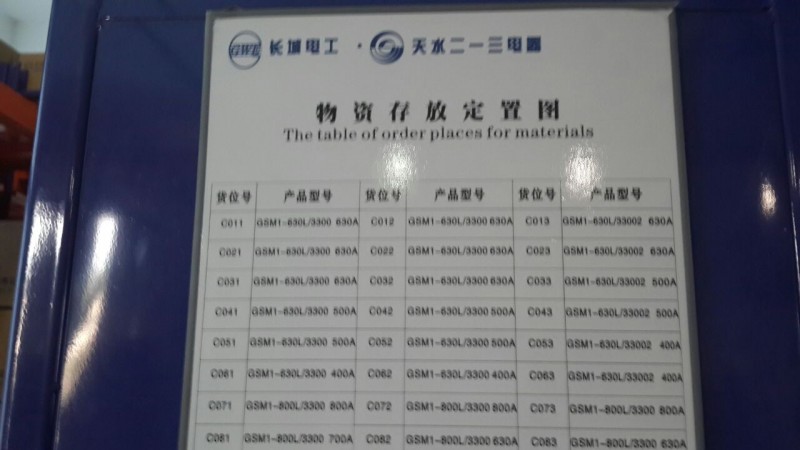 GWE 长城电工 · 天水二一三电器
物资存放定置图
The table of order places for materials
货位号 产品型号 货位号 产品型号 货位号 产品型号
C011 GSM1-630L/3300 630A C012 GSM1-630L/3300 630A C013 GSM1-630L/33002 630A
C021 GSM1-630L/3300 630A C022 GSM1-630L/3300 630A C023 GSM1-630L/33002 630A
C031 GSM1-630L/3300 630A C032 GSM1-630L/3300 630A C033 GSM1-630L/33002 500A
C041 GSM1-630L/3300 500A C042 GSM1-630L/3300 500A C043 GSM1-630L/33002 500A
C051 GSM1-630L/3300 500A C052 GSM1-630L/3300 500A C053 GSM1-630L/33002 400A
C061 GSM1-630L/3300 400A C062 GSM1-630L/3300 400A C063 GSM1-630L/33002 400A
C071 GSM1-800L/3300 800A C072 GSM1-800L/3300 800A C073 GSM1-800L/33002 800A
C081 GSM1-800L/3300 700A C082 GSM1-800L/3300 630A C083 GSM1-800L/33002 630A